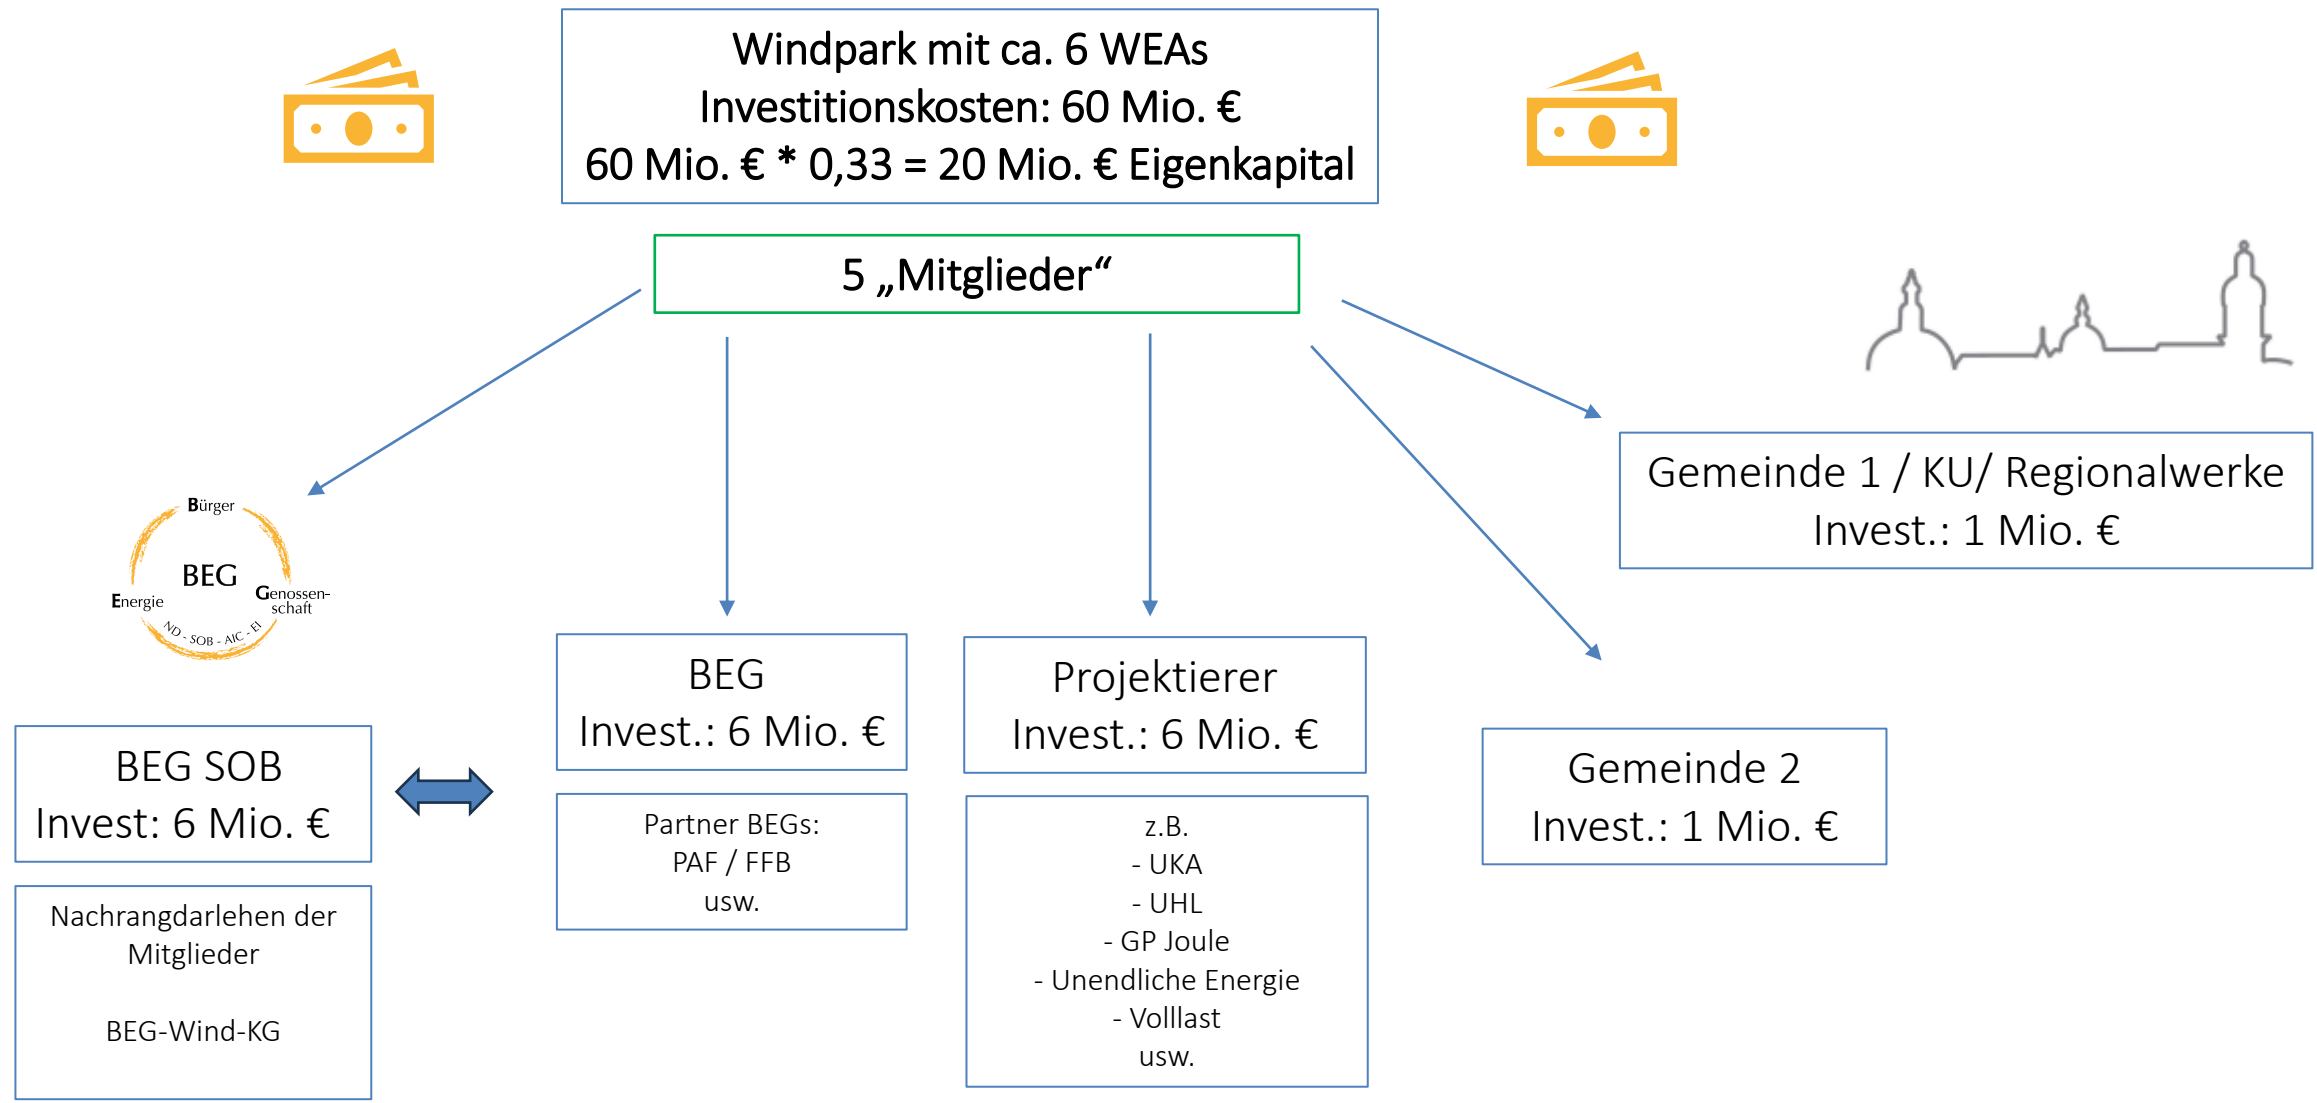 Windpark mit ca. 6 WEAs
Investitionskosten: 60 Mio. €
60 Mio. € * 0,33 = 20 Mio. € Eigenkapital
5 „Mitglieder“
Bürger
BEG
Energie
Genossen-
schaft
ND - SOB - AIC - EI
BEG SOB
Invest: 6 Mio. €
Nachrangdarlehen der
Mitglieder
BEG-Wind-KG
BEG
Invest.: 6 Mio. €
Partner BEGs:
PAF / FFB
usw.
Projektierer
Invest.: 6 Mio. €
z.B.
- UKA
- UHL
- GP Joule
- Unendliche Energie
- Volllast
usw.
Gemeinde 1 / KU/ Regionalwerke
Invest.: 1 Mio. €
Gemeinde 2
Invest.: 1 Mio. €